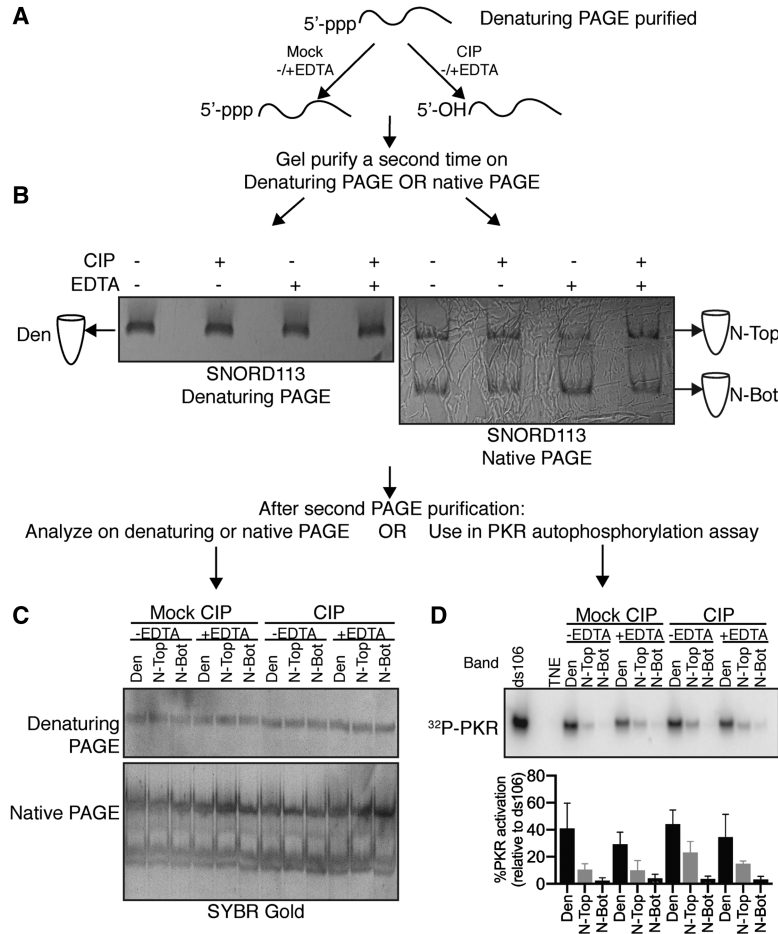 A
5'-ppp
Denaturing PAGE purified
Mock
-/+EDTA
CIP
-/+EDTA
5'-ppp
5'-OH
Gel purify a second time on
Denaturing PAGE OR native PAGE
B
CIP - + - + - + - +
EDTA - - + + - - + +
Den
N-Top
N-Bot
SNORD113
Denaturing PAGE
SNORD113
Native PAGE
After second PAGE purification:
Analyze on denaturing or native PAGE OR Use in PKR autophosphorylation assay
C
Mock CIP CIP
-EDTA +EDTA -EDTA +EDTA
Den N-Top N-Bot Den N-Top N-Bot Den N-Top N-Bot Den N-Top N-Bot
Denaturing
PAGE
Native PAGE
SYBR Gold
D
Mock CIP CIP
-EDTA +EDTA -EDTA +EDTA
Band ds106 TNE Den N-Top N-Bot Den N-Top N-Bot Den N-Top N-Bot Den N-Top N-Bot
32P-PKR
%PKR activation
(relative to ds106)
80
60
40
20
0
Den N-Top N-Bot Den N-Top N-Bot Den N-Top N-Bot Den N-Top N-Bot